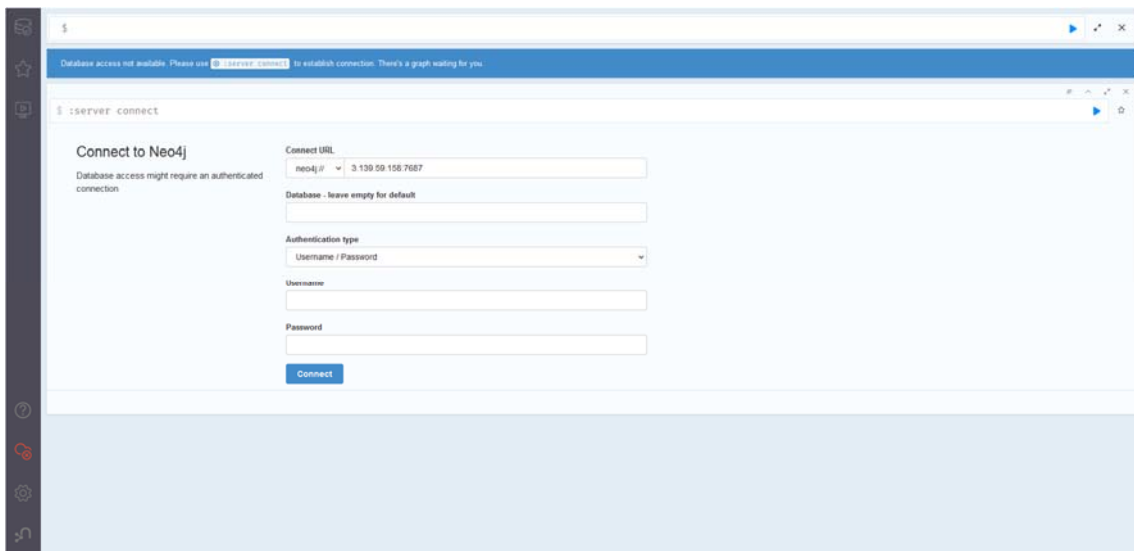 $
Database access not available. Please use :server connect to establish connection. There's a graph waiting for you.
$ :server connect
Connect to Neo4j
Database access might require an authenticated
connection
Connect URL
neo4j://
3.139.59.158:7687
Database - leave empty for default
Authentication type
Username / Password
Username
Password
Connect